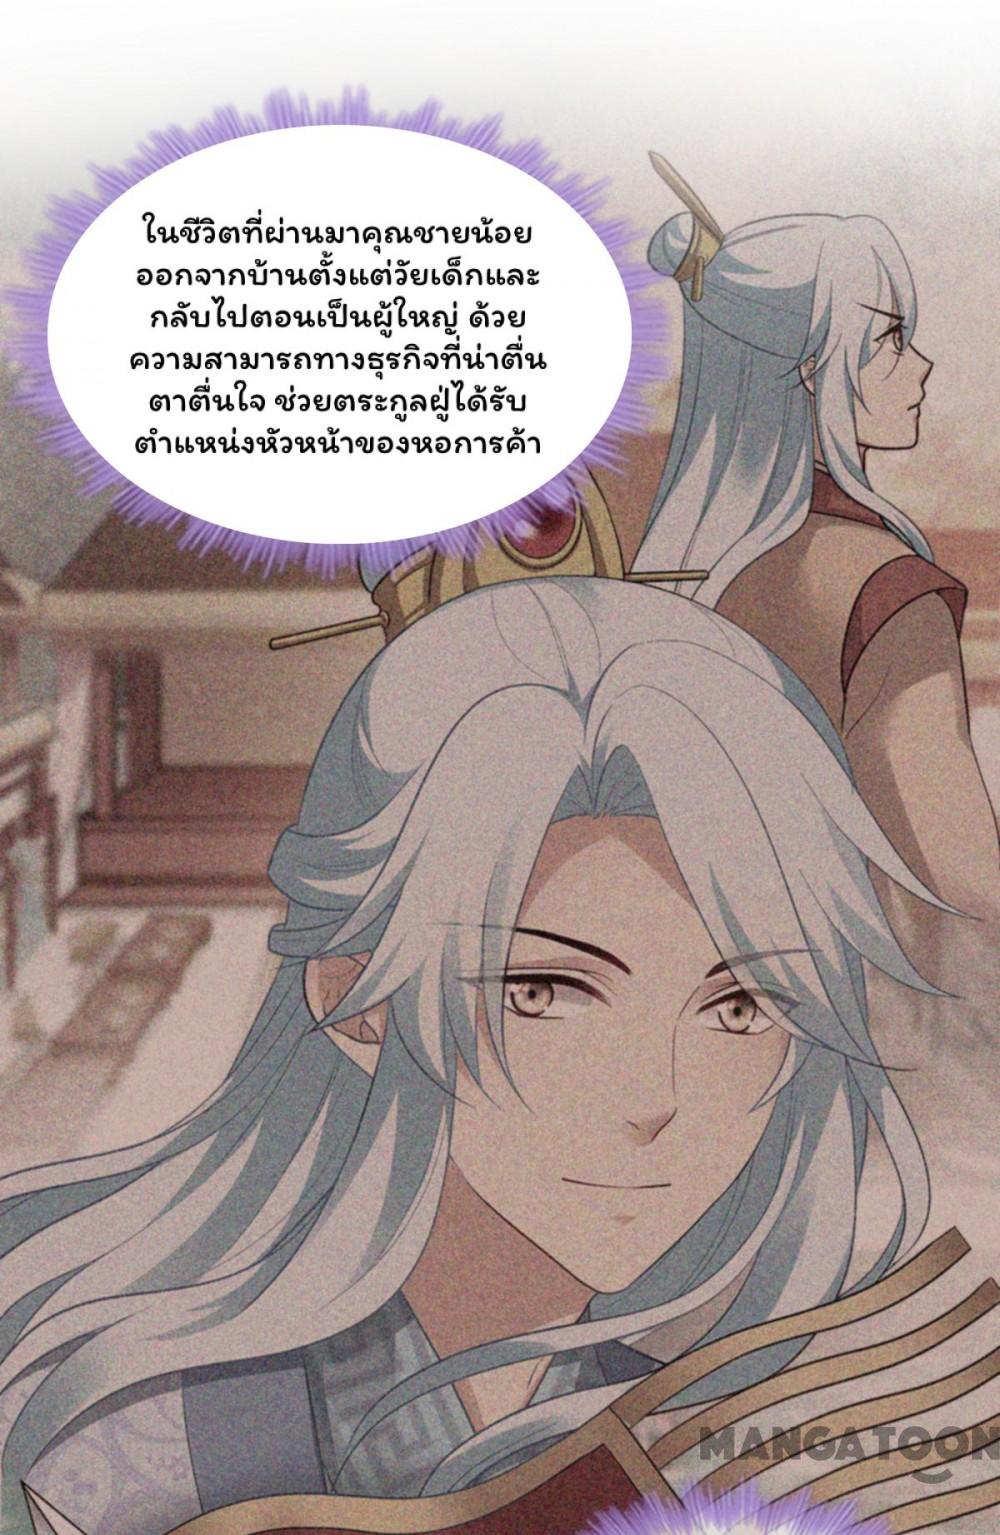 ในชีวิตที่ผ่านมาคุณชายน้อย
ออกจากบ้านตั้งแต่วัยเด็กและ
กลับไปตอนเป็นผู้ใหญ่ ด้วย
ความสามารถทางธุรกิจที่น่าตื่น
ตาตื่นใจ ช่วยตระกูลฝู่ได้รับ
ตำแหน่งหัวหน้าของหอการค้า
MANGATOON